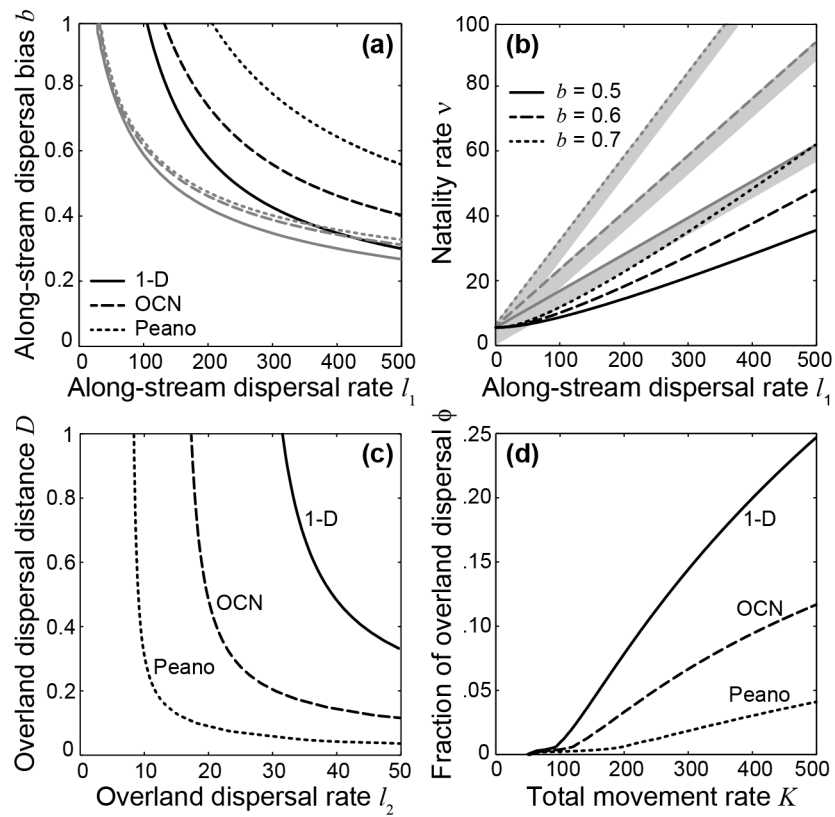 (a)
Along-stream dispersal bias b
1
0.8
0.6
0.4
0.2
0
1-D
OCN
Peano
0 100 200 300 400 500
Along-stream dispersal rate l1
(b)
Natality rate ν
100
80
60
40
20
0
b = 0.5
b = 0.6
b = 0.7
0 100 200 300 400 500
Along-stream dispersal rate l1
(c)
Overland dispersal distance D
1
0.8
0.6
0.4
0.2
0
1-D
OCN
Peano
0 10 20 30 40 50
Overland dispersal rate l2
(d)
Fraction of overland dispersal ϕ
.25
.20
.15
.10
.05
0
1-D
OCN
Peano
0 100 200 300 400 500
Total movement rate K